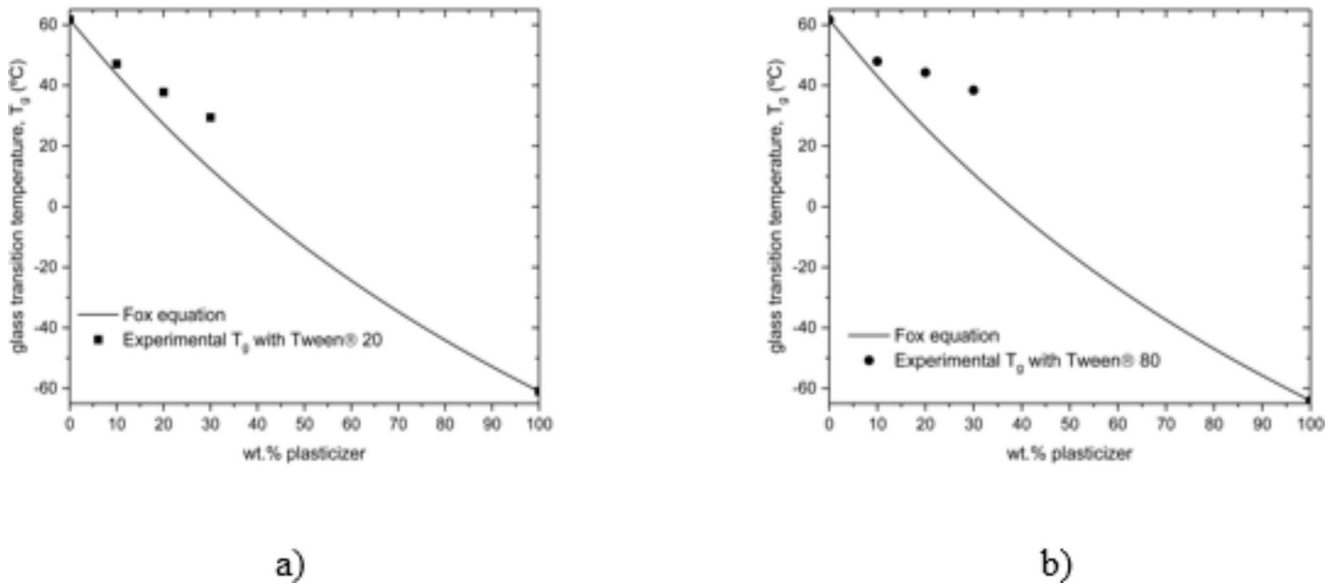 60
40
20
0
-20
-40
-60
glass transition temperature, Tg (ºC)
Fox equation
Experimental Tg with Tween® 20
0 10 20 30 40 50 60 70 80 90 100
wt.% plasticizer
a)
60
40
20
0
-20
-40
-60
glass transition temperature, Tg (ºC)
Fox equation
Experimental Tg with Tween® 80
0 10 20 30 40 50 60 70 80 90 100
wt.% plasticizer
b)